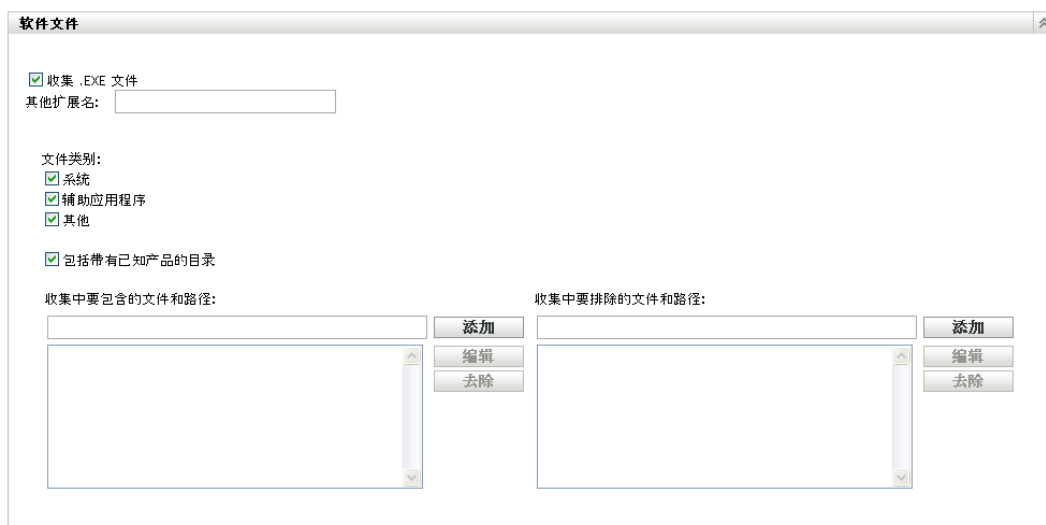 软件文件
收集 .EXE 文件
其他扩展名:
文件类别:
系统
辅助应用程序
其他
包括带有已知产品的目录
收集中要包含的文件和路径:
收集中要排除的文件和路径:
添加
添加
编辑
编辑
去除
去除